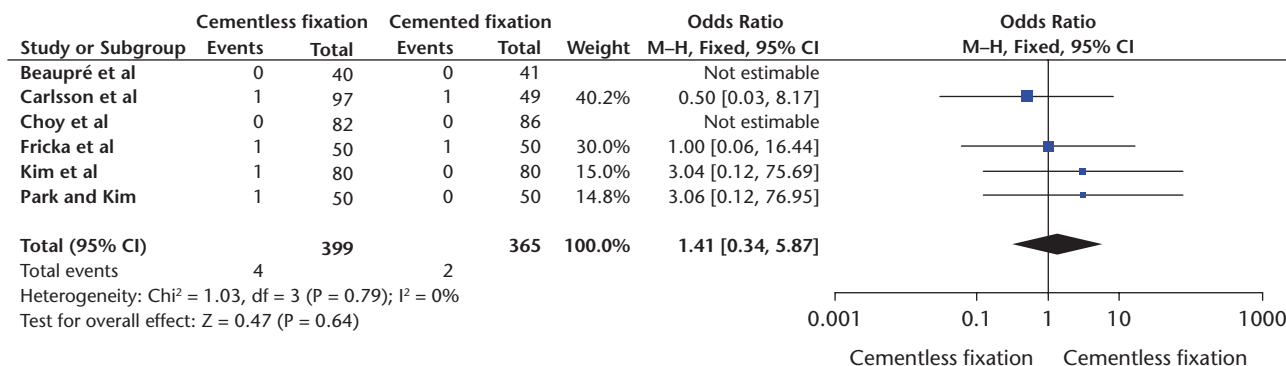 Cementless fixation Cemented fixation Odds Ratio Odds Ratio
Study or Subgroup Events Total Events Total Weight M–H, Fixed, 95% CI M–H, Fixed, 95% CI
Beaupré et al 0 40 0 41 Not estimable
Carlsson et al 1 97 1 49 40.2% 0.50 [0.03, 8.17]
Choy et al 0 82 0 86 Not estimable
Fricka et al 1 50 1 50 30.0% 1.00 [0.06, 16.44]
Kim et al 1 80 0 80 15.0% 3.04 [0.12, 75.69]
Park and Kim 1 50 0 50 14.8% 3.06 [0.12, 76.95]
Total (95% CI) 399 365 100.0% 1.41 [0.34, 5.87]
Total events 4 2
Heterogeneity: Chi² = 1.03, df = 3 (P = 0.79); I² = 0%
Test for overall effect: Z = 0.47 (P = 0.64)
0.001 0.1 1 10 1000
Cementless fixation Cementless fixation